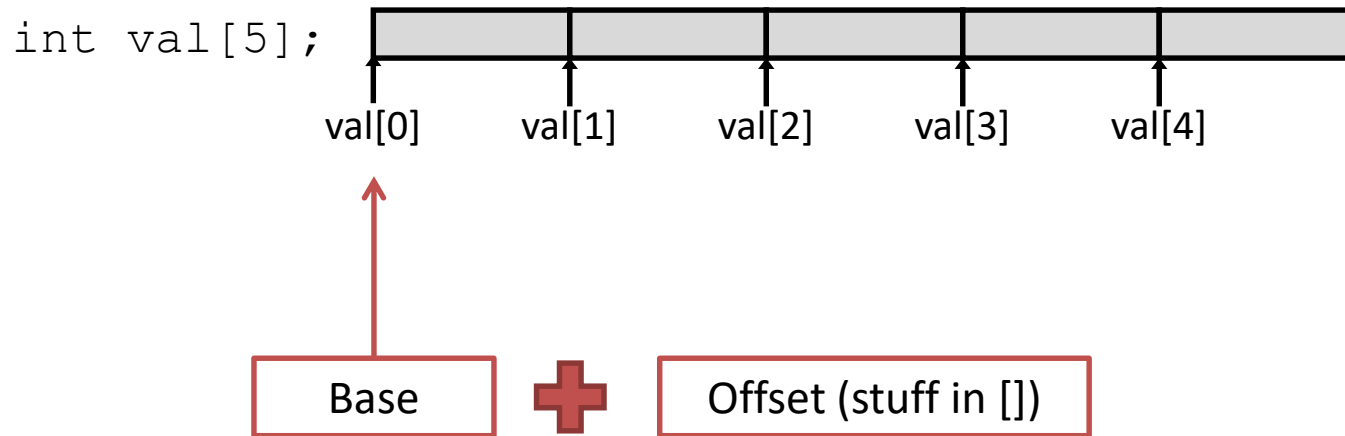 int val[5];
val[0] val[1] val[2] val[3] val[4]
Base Offset (stuff in [])